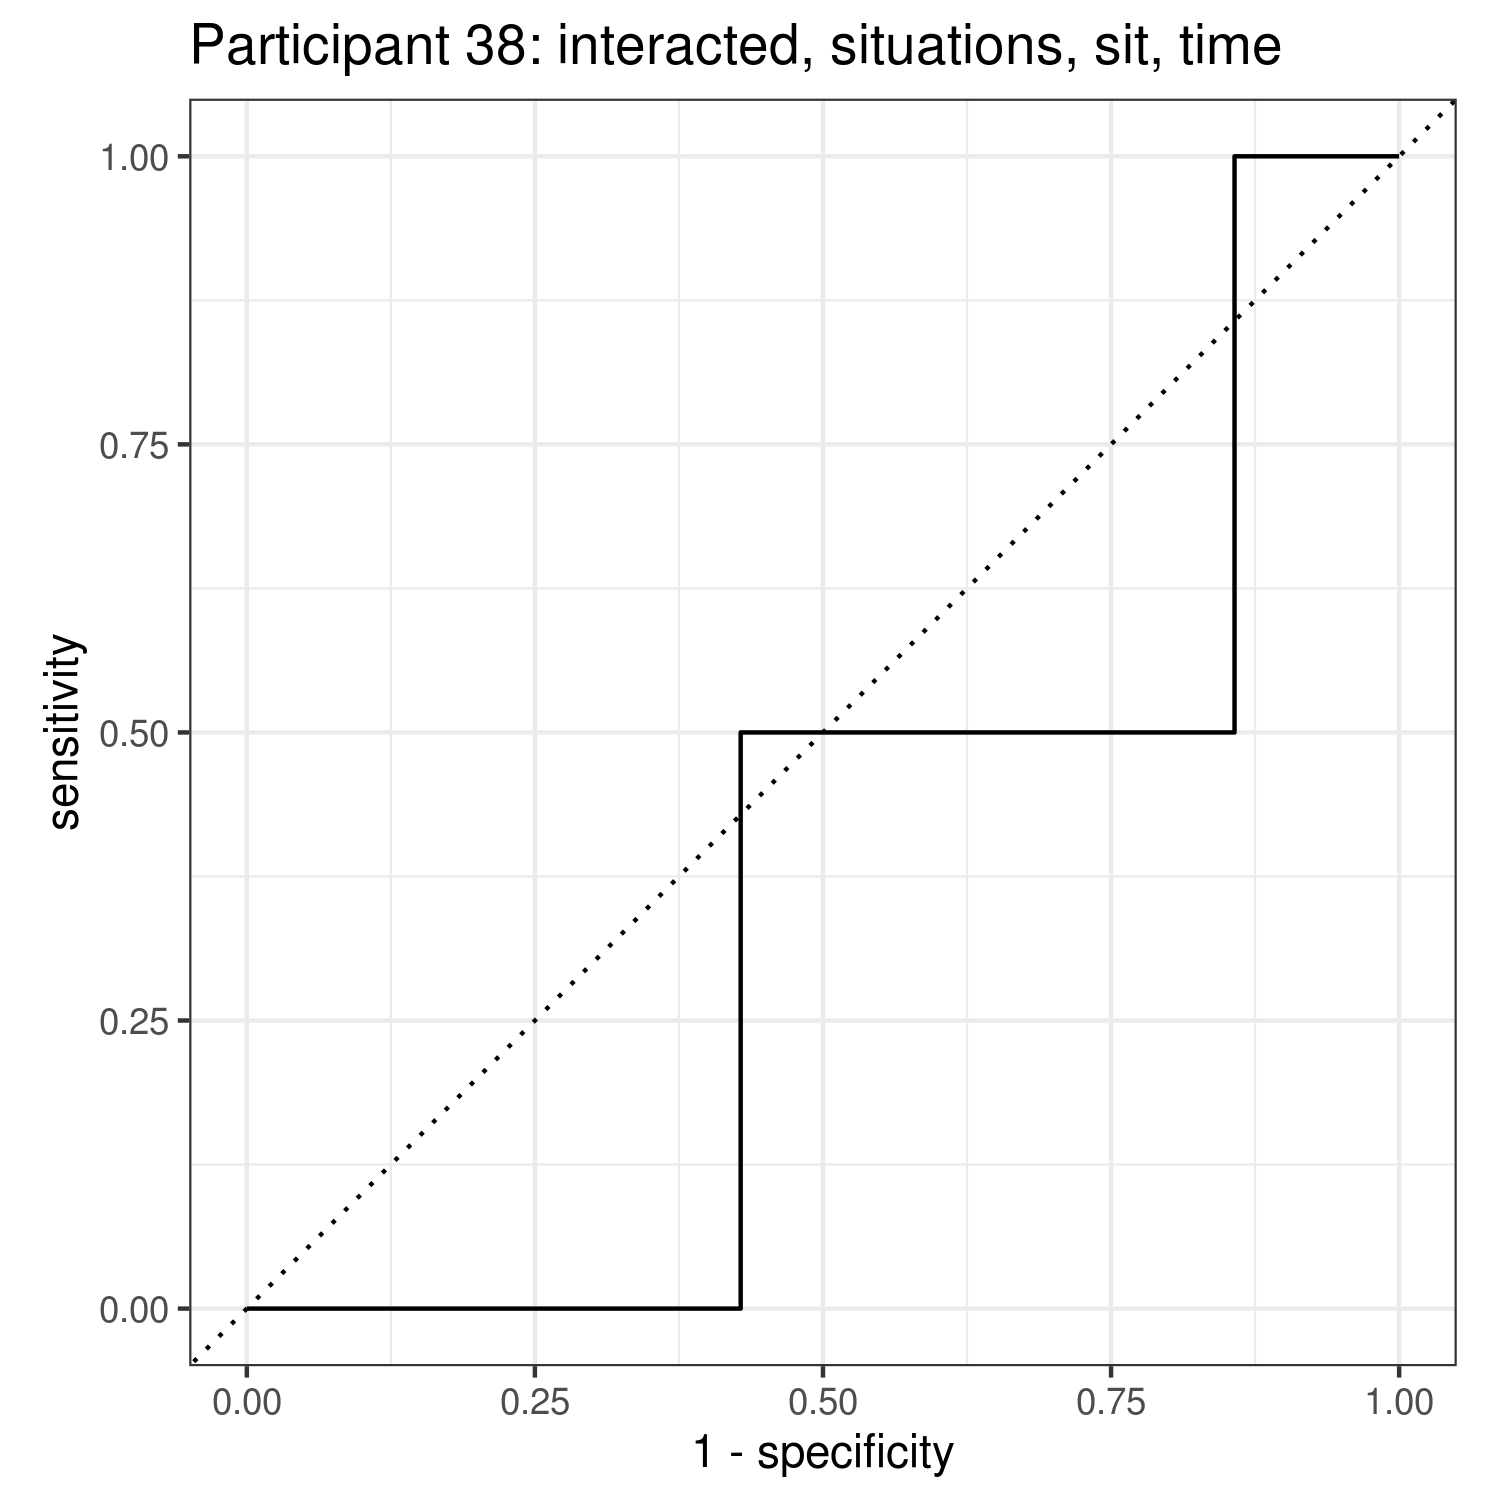 Participant 38: interacted, situations, sit, time
1.00
0.75
0.50
0.25
0.00
sensitivity
0.00 0.25 0.50 0.75 1.00
1 - specificity